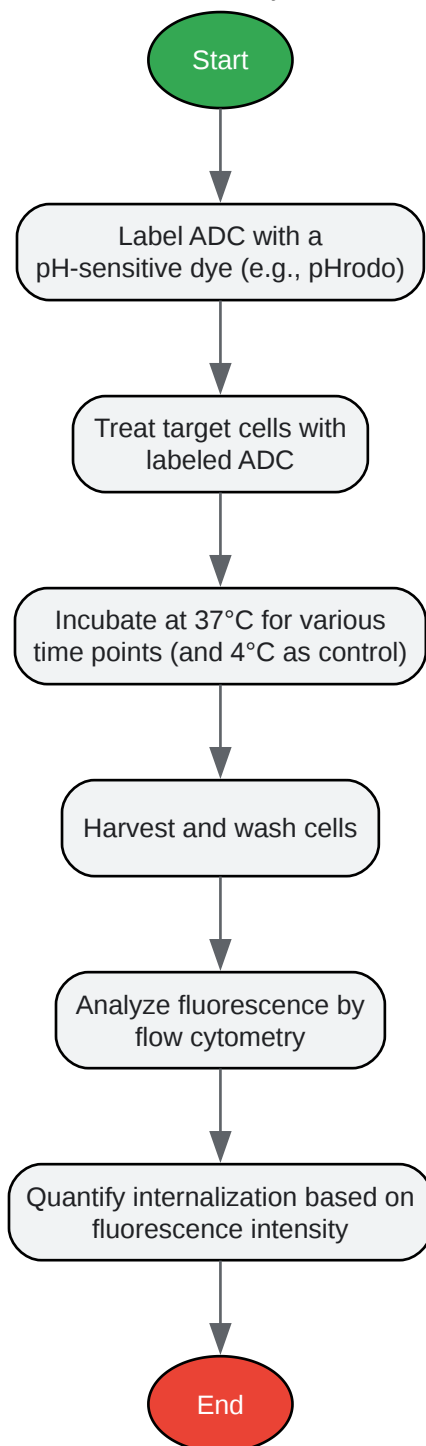 Start
Label ADC with a
pH-sensitive dye (e.g., pHrodo)
Treat target cells with
labeled ADC
Incubate at 37°C for various
time points (and 4°C as control)
Harvest and wash cells
Analyze fluorescence by
flow cytometry
Quantify internalization based on
fluorescence intensity
End